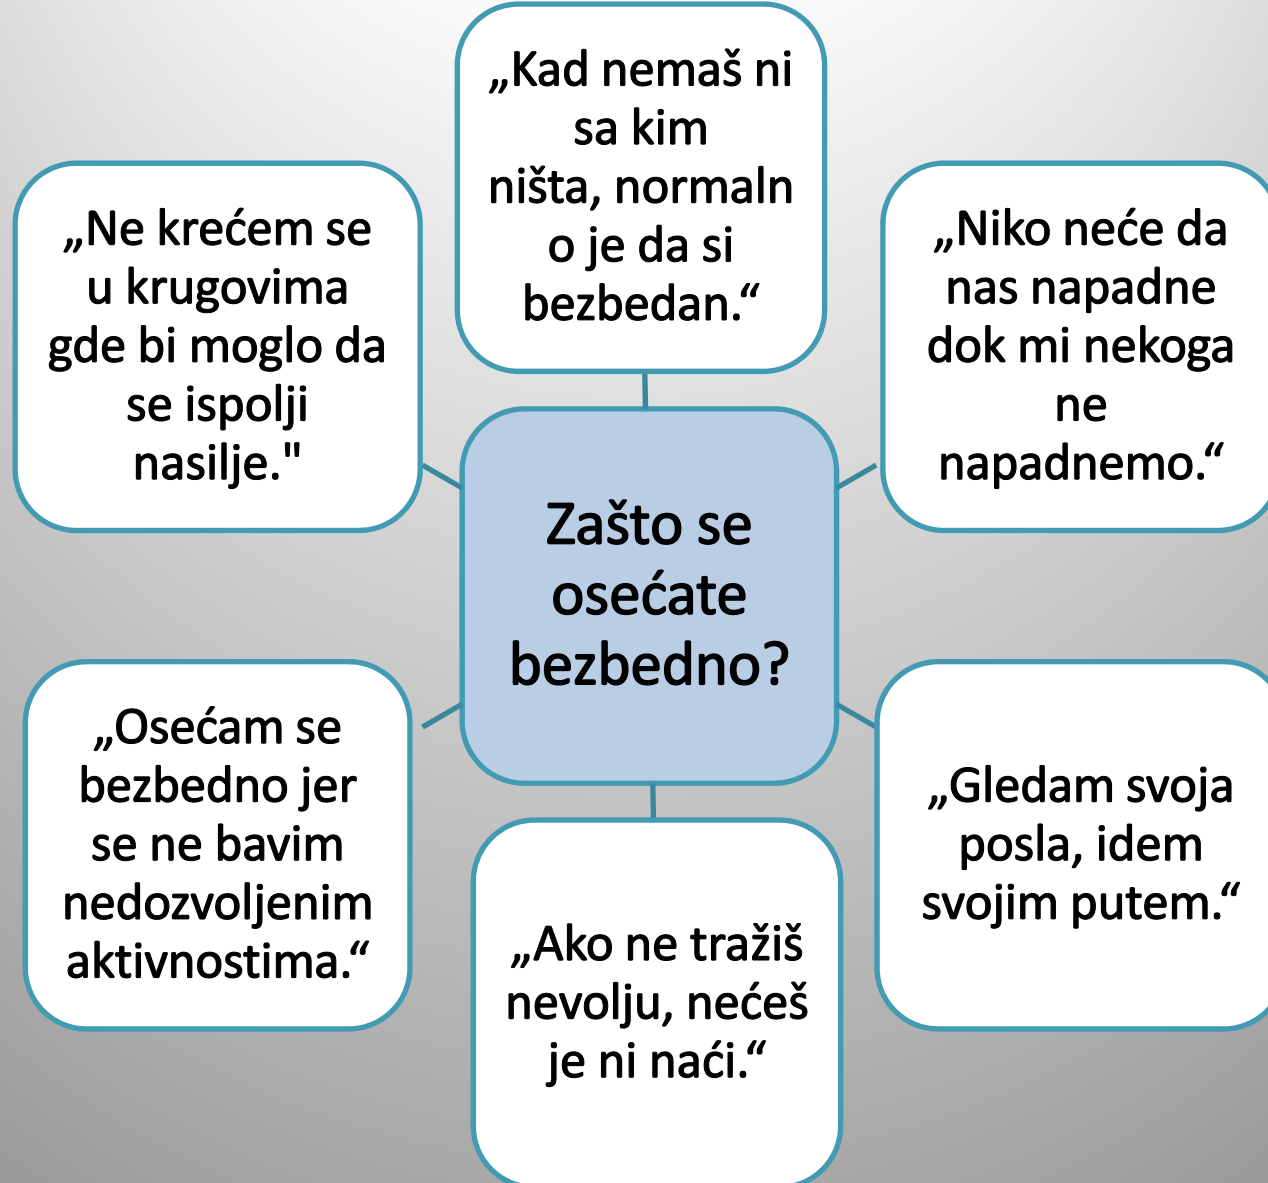 „Kad nemaš ni
sa kim
ništa, normaln
o je da si
bezbedan.“
„Ne krećem se
u krugovima
gde bi moglo da
se ispolji
nasilje."
„Niko neće da
nas napadne
dok mi nekoga
ne
napadnemo.“
Zašto se
osećate
bezbedno?
„Osećam se
bezbedno jer
se ne bavim
nedozvoljenim
aktivnostima.“
„Gledam svoja
posla, idem
svojim putem.“
„Ako ne tražiš
nevolju, nećeš
je ni naći.“